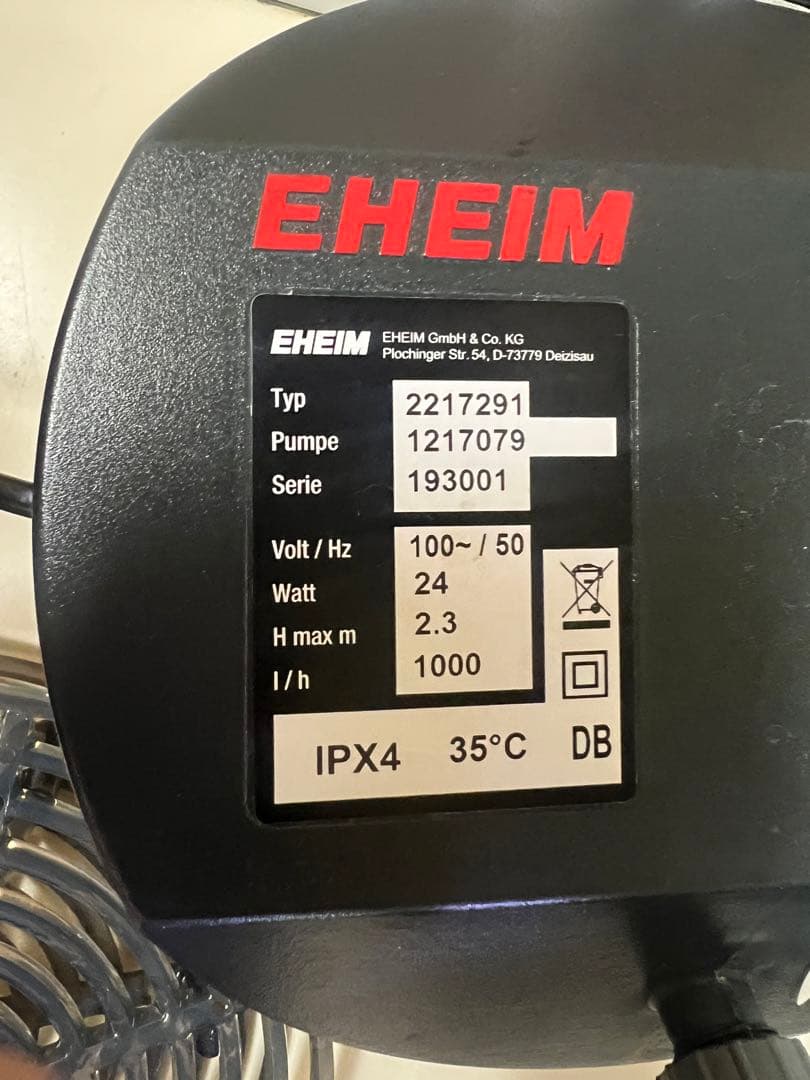 EHEIM
EHEIM EHEIM GmbH & Co. KG
Plochinger Str. 54, D-73779 Deizisau
Typ 2217291
Pumpe 1217079
Serie 193001
Volt / Hz 100~ / 50
Watt 24
H max m 2.3
l / h 1000
IPX4 35°C DB